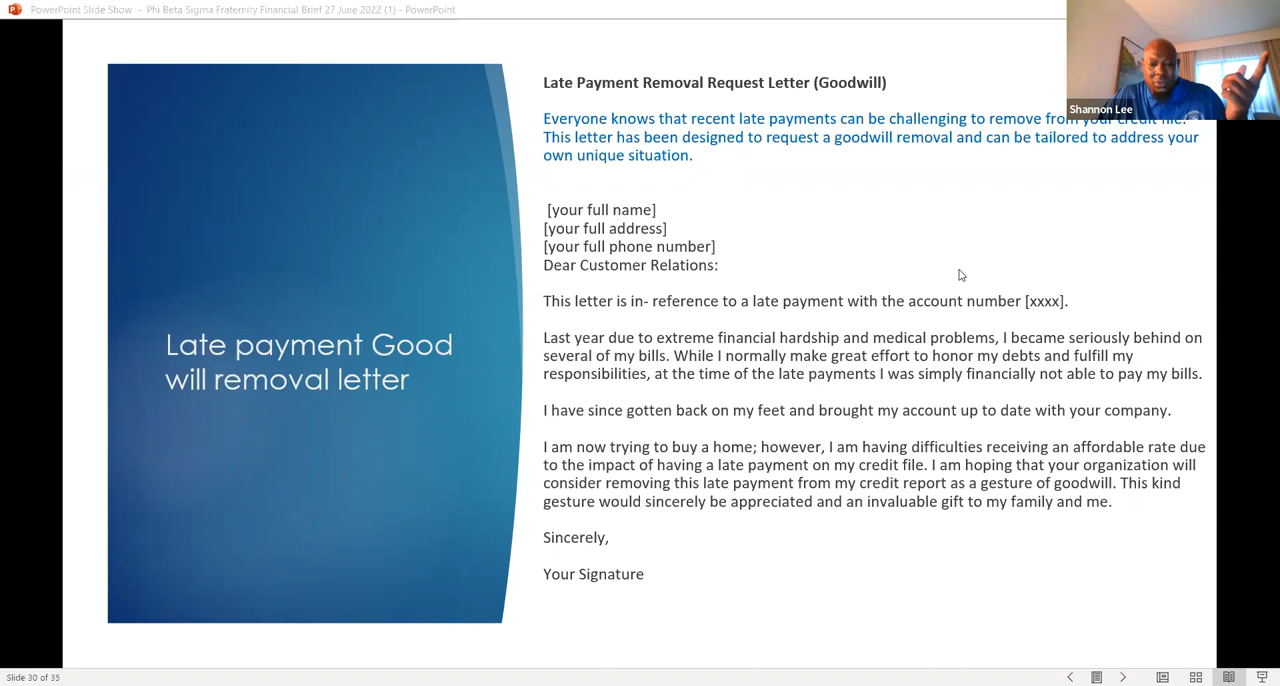 PowerPoint Slide Show - Phi Beta Sigma Fraternity Financial Brief 27 June 2022 (1) - PowerPoint
Shannon Lee
Late payment Good
will removal letter
Late Payment Removal Request Letter (Goodwill)
Everyone knows that recent late payments can be challenging to remove from your credit file.
This letter has been designed to request a goodwill removal and can be tailored to address your
own unique situation.
[your full name]
[your full address]
[your full phone number]
Dear Customer Relations:
This letter is in- reference to a late payment with the account number [xxxx].
Last year due to extreme financial hardship and medical problems, I became seriously behind on
several of my bills. While I normally make great effort to honor my debts and fulfill my
responsibilities, at the time of the late payments I was simply financially not able to pay my bills.
I have since gotten back on my feet and brought my account up to date with your company.
I am now trying to buy a home; however, I am having difficulties receiving an affordable rate due
to the impact of having a late payment on my credit file. I am hoping that your organization will
consider removing this late payment from my credit report as a gesture of goodwill. This kind
gesture would sincerely be appreciated and an invaluable gift to my family and me.
Sincerely,
Your Signature
Slide 30 of 35